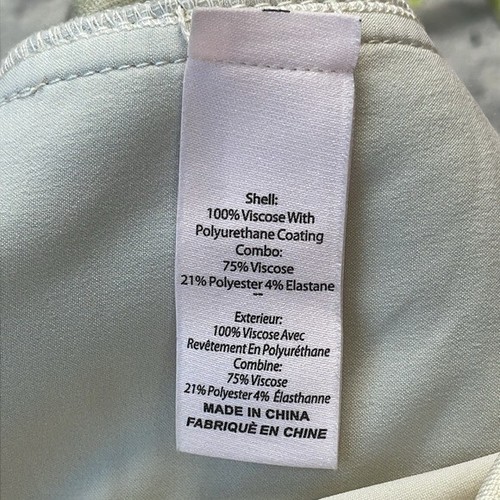 Shell:
100% Viscose With
Polyurethane Coating
Combo:
75% Viscose
21% Polyester 4% Elastane
Exterieur:
100% Viscose Avec
Revêtement En Polyuréthane
Combine:
75% Viscose
21% Polyester 4% Élasthanne
MADE IN CHINA
FABRIQUÈ EN CHINE